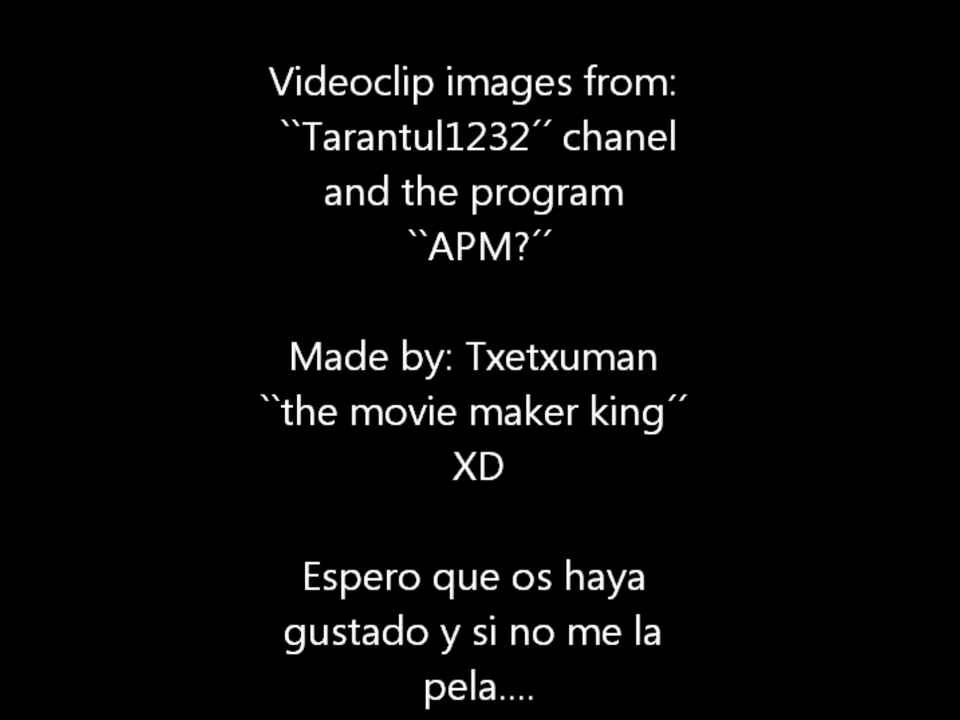 Videoclip images from:
``Tarantul1232´´ chanel
and the program
``APM?´´
Made by: Txetxuman
``the movie maker king´´
XD
Espero que os haya
gustado y si no me la
pela....